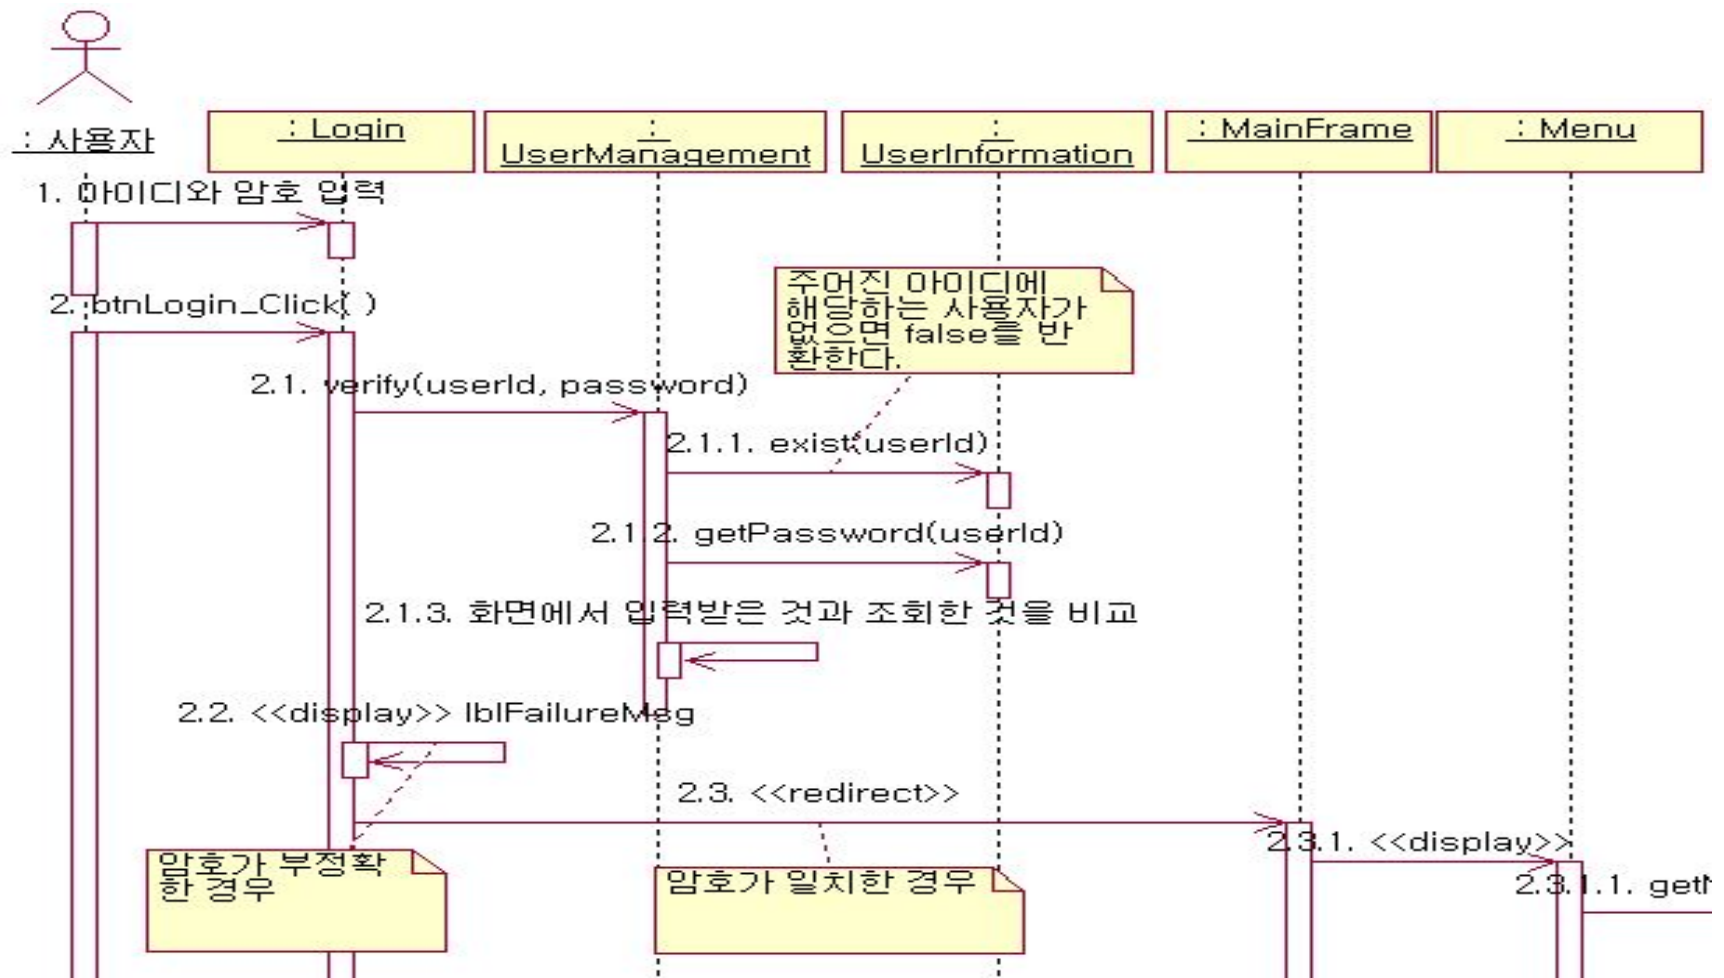 : 사용자
: Login
:
UserManagement
:
UserInformation
: MainFrame
: Menu
1. 아이디와 암호 입력
2. btnLogin_Click( )
주어진 아이디에
해당하는 사용자가
없으면 false를 반
환한다.
2.1. verify(userId, password)
2.1.1. exist(userId)
2.1.2. getPassword(userId)
2.1.3. 화면에서 입력받은 것과 조회한 것을 비교
2.2. <<display>> lblFailureMsg
2.3. <<redirect>>
2.3.1. <<display>>
암호가 부정확
한 경우
암호가 일치한 경우
2.3.1.1.